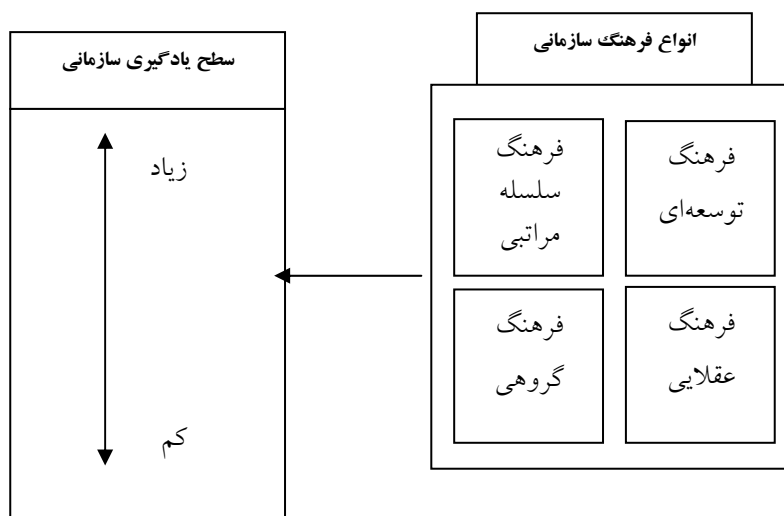 انواع فرهنگ سازمانی
فرهنگ
توسعه‌ای
فرهنگ
سلسله
مراتبی
فرهنگ
عقلایی
فرهنگ
گروهی
سطح یادگیری سازمانی
زیاد
کم